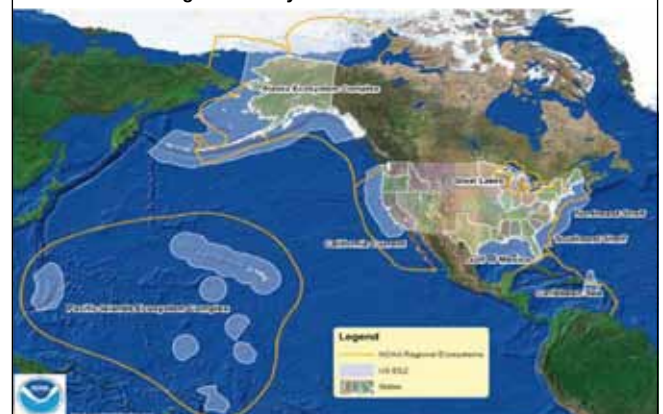 Alaska Ecosystem Complex
Great Lakes
Northeast Shelf
Southeast Shelf
California Current
Gulf of Mexico
Caribbean Sea
Pacific Islands Ecosystem Complex
Legend
NOAA Regional Ecosystems
US EEZ
States
NOAA